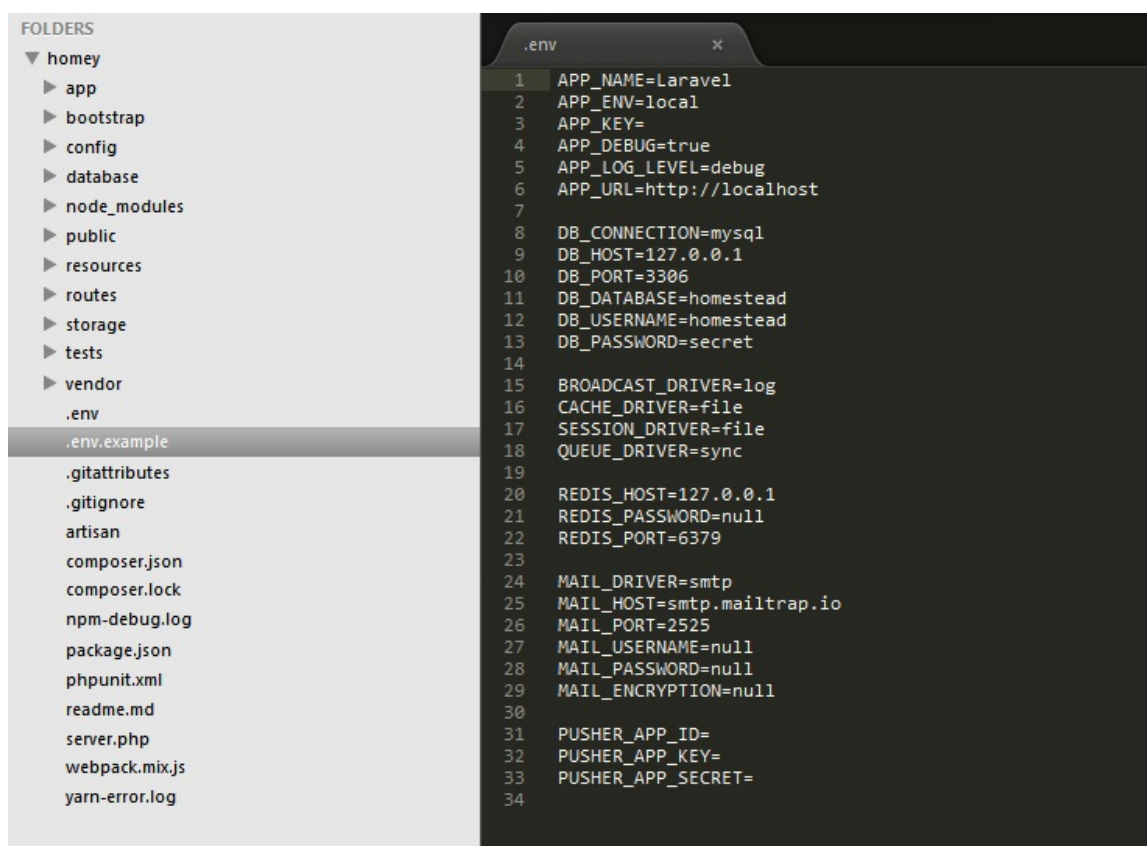 FOLDERS
homey
app
bootstrap
config
database
node_modules
public
resources
routes
storage
tests
vendor
.env
.env.example
.gitattributes
.gitignore
artisan
composer.json
composer.lock
npm-debug.log
package.json
phpunit.xml
readme.md
server.php
webpack.mix.js
yarn-error.log
.env ×
1 APP_NAME=Laravel
2 APP_ENV=local
3 APP_KEY=
4 APP_DEBUG=true
5 APP_LOG_LEVEL=debug
6 APP_URL=http://localhost
7
8 DB_CONNECTION=mysql
9 DB_HOST=127.0.0.1
10 DB_PORT=3306
11 DB_DATABASE=homestead
12 DB_USERNAME=homestead
13 DB_PASSWORD=secret
14
15 BROADCAST_DRIVER=log
16 CACHE_DRIVER=file
17 SESSION_DRIVER=file
18 QUEUE_DRIVER=sync
19
20 REDIS_HOST=127.0.0.1
21 REDIS_PASSWORD=null
22 REDIS_PORT=6379
23
24 MAIL_DRIVER=smtp
25 MAIL_HOST=smtp.mailtrap.io
26 MAIL_PORT=2525
27 MAIL_USERNAME=null
28 MAIL_PASSWORD=null
29 MAIL_ENCRYPTION=null
30
31 PUSHER_APP_ID=
32 PUSHER_APP_KEY=
33 PUSHER_APP_SECRET=
34